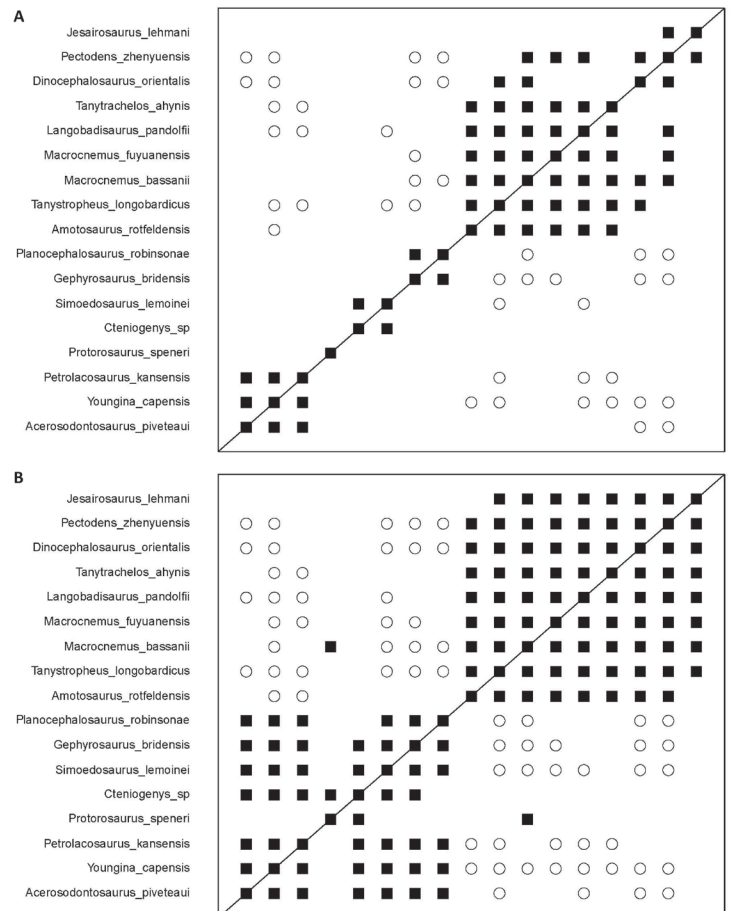 A
Jesairosaurus_lehmani
Pectodens_zhenyuensis
Dinocephalosaurus_orientalis
Tanytrachelos_ahynis
Langobadisaurus_pandolfii
Macrocnemus_fuyuanensis
Macrocnemus_bassanii
Tanystropheus_longobardicus
Amotosaurus_rotfeldensis
Planocephalosaurus_robinsonae
Gephyrosaurus_bridensis
Simoedosaurus_lemoinei
Cteniogenys_sp
Protorosaurus_speneri
Petrolacosaurus_kansensis
Youngina_capensis
Acerosodontosaurus_piveteaui
B
Jesairosaurus_lehmani
Pectodens_zhenyuensis
Dinocephalosaurus_orientalis
Tanytrachelos_ahynis
Langobadisaurus_pandolfii
Macrocnemus_fuyuanensis
Macrocnemus_bassanii
Tanystropheus_longobardicus
Amotosaurus_rotfeldensis
Planocephalosaurus_robinsonae
Gephyrosaurus_bridensis
Simoedosaurus_lemoinei
Cteniogenys_sp
Protorosaurus_speneri
Petrolacosaurus_kansensis
Youngina_capensis
Acerosodontosaurus_piveteaui